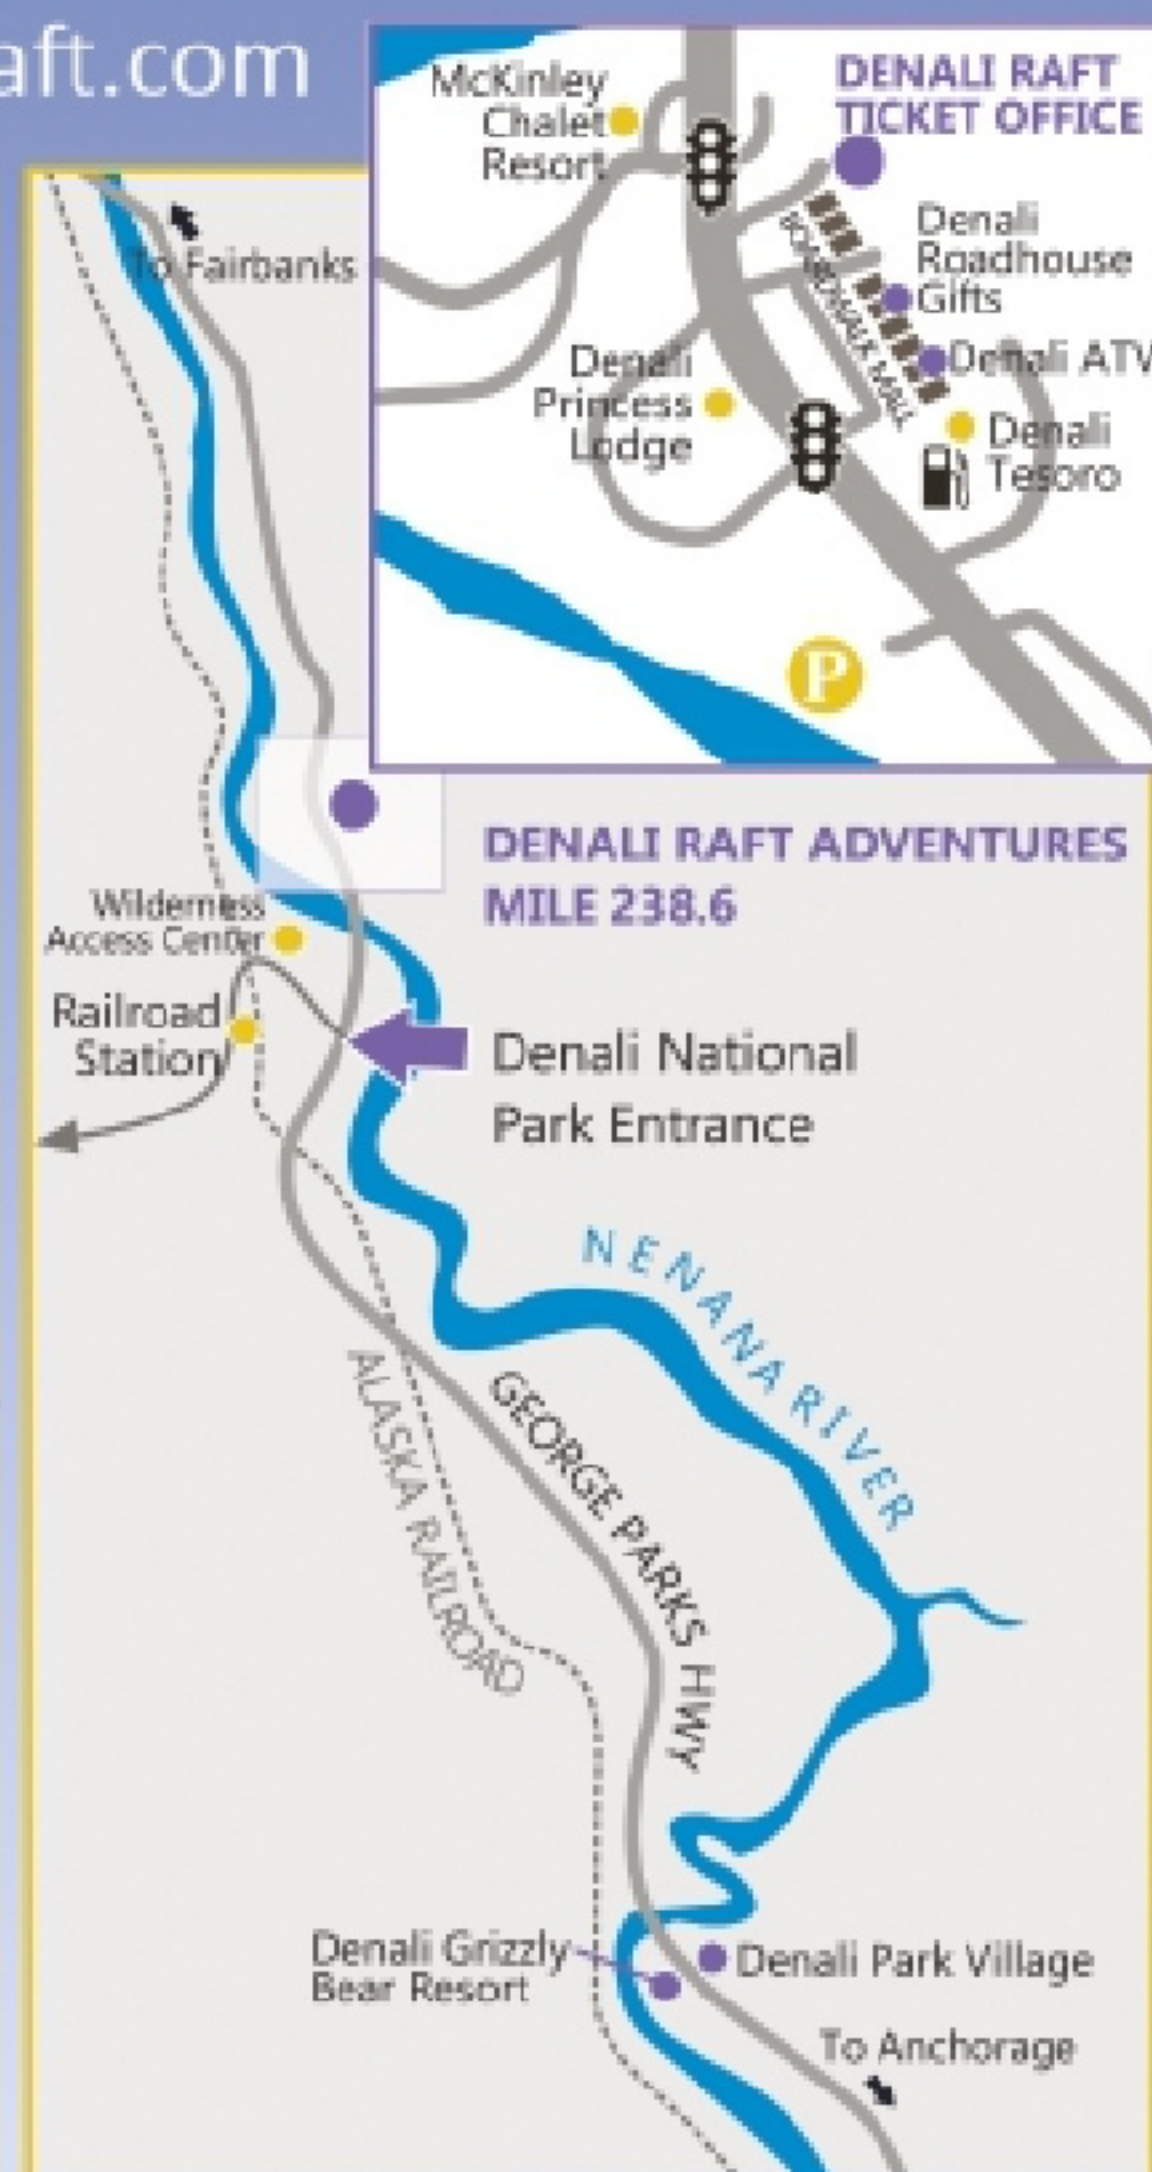 aft.com
McKinley
Chalet
Resort
DENALI RAFT
TICKET OFFICE
Denali
Roadhouse
Gifts
BOARDWALK MALL
Denali ATV
Denali
Princess
Lodge
Denali
Tesoro
P
To Fairbanks
DENALI RAFT ADVENTURES
MILE 238.6
Wilderness
Access Center
Railroad
Station
Denali National
Park Entrance
NENANA RIVER
ALASKA RAILROAD
GEORGE PARKS HWY
Denali Grizzly
Bear Resort
Denali Park Village
To Anchorage